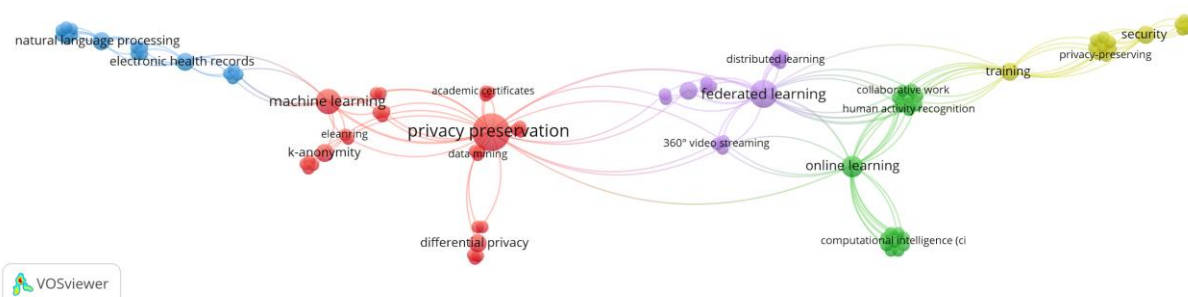 natural language processing
electronic health records
machine learning
eleanring
k-anonymity
academic certificates
privacy preservation
data mining
differential privacy
distributed learning
federated learning
360° video streaming
collaborative work
human activity recognition
online learning
computational intelligence (ci
training
security
privacy-preserving
VOSviewer